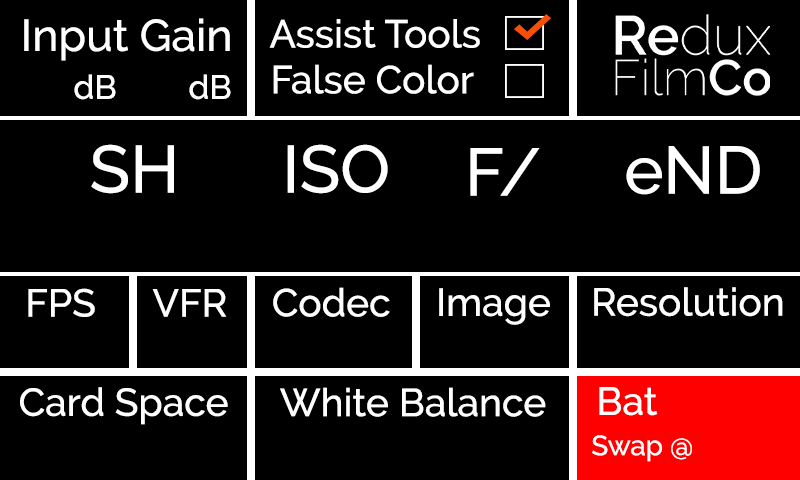 Input Gain
dB dB
Assist Tools
False Color
Redux
FilmCo
SH ISO F/ eND
FPS VFR Codec Image Resolution
Card Space White Balance Bat
Swap @